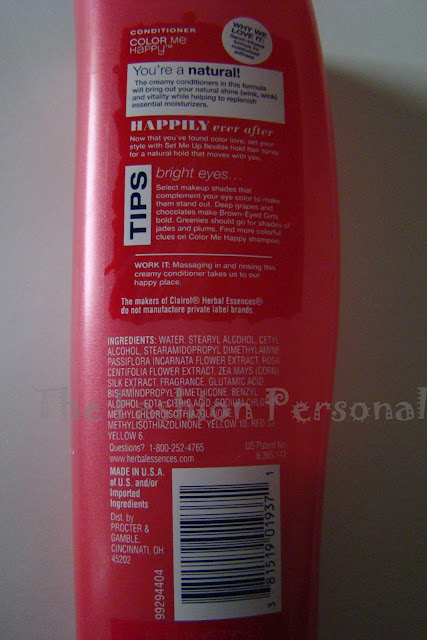 CONDITIONER
COLOR Me
HaPPY™
WHY WE
LOVE IT:
You're a natural!
The creamy conditioners in this formula
will bring out your natural shine (wink, wink)
and vitality while helping to replenish
essential moisturizers.
HAPPILY ever after
Now that you've found color love, set your
style with Set Me Up flexible hold hair spray
for a natural hold that moves with you.
TIPS
bright eyes...
Select makeup shades that
complement your eye color to make
them stand out. Deep grapes and
chocolates make Brown-Eyed Girls
bold. Greenies should go for shades of
jades and plums. Find more colorful
clues on Color Me Happy shampoo.
WORK IT: Massaging in and rinsing this
creamy conditioner takes us to our
happy place.
The makers of Clairol® Herbal Essences®
do not manufacture private label brands.
INGREDIENTS: WATER, STEARYL ALCOHOL, CETYL
ALCOHOL, STEARAMIDOPROPYL DIMETHYLAMINE,
PASSIFLORA INCARNATA FLOWER EXTRACT, ROSA
CENTIFOLIA FLOWER EXTRACT, ZEA MAYS (CORN)
SILK EXTRACT, FRAGRANCE, GLUTAMIC ACID,
BIS-AMINOPROPYL DIMETHICONE, BENZYL
ALCOHOL, EDTA, CITRIC ACID, SODIUM CHLORIDE,
METHYLCHLOROISOTHIAZOLINONE,
METHYLISOTHIAZOLINONE, YELLOW 10, RED 33,
YELLOW 6.
Questions? 1-800-252-4765
www.herbalessences.com
US Patent No.
MADE IN U.S.A.
of U.S. and/or
Imported
Ingredients
Dist. by
PROCTER &
GAMBLE,
CINCINNATI, OH
45202
99294404
3 81519 01937 1
Personal